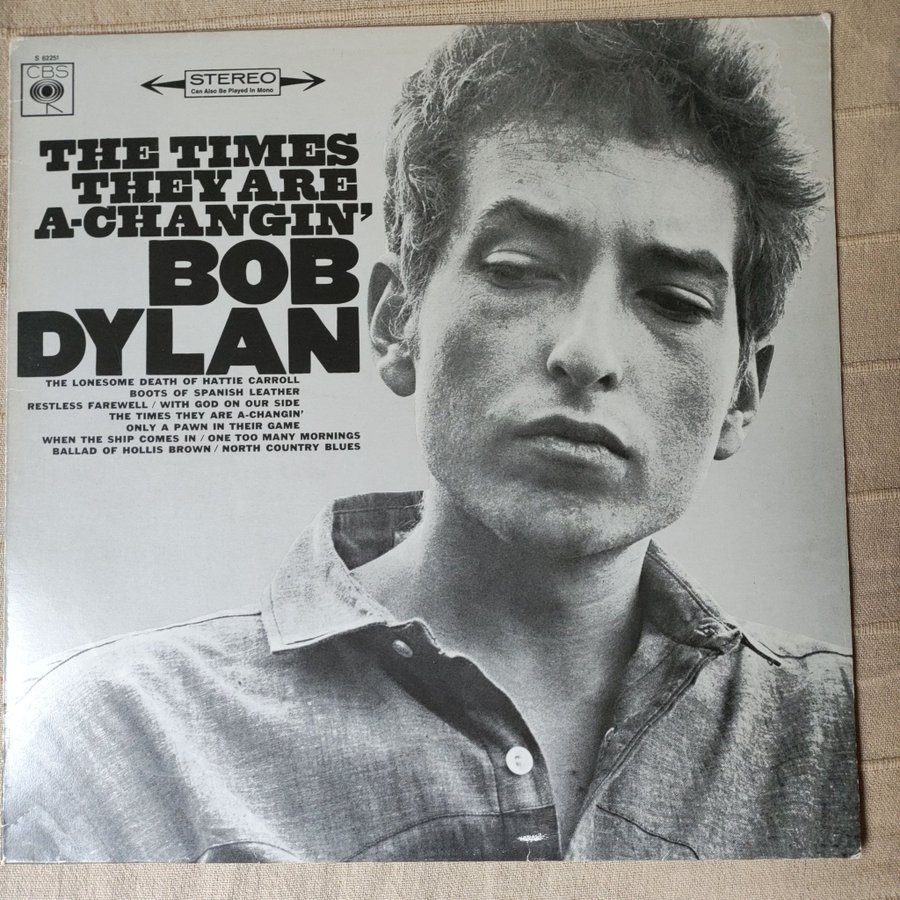 S 62251
CBS
STEREO
Can Also Be Played In Mono
THE TIMES
THEY ARE
A-CHANGIN'
BOB
DYLAN
THE LONESOME DEATH OF HATTIE CARROLL
BOOTS OF SPANISH LEATHER
RESTLESS FAREWELL / WITH GOD ON OUR SIDE
THE TIMES THEY ARE A-CHANGIN'
ONLY A PAWN IN THEIR GAME
WHEN THE SHIP COMES IN / ONE TOO MANY MORNINGS
BALLAD OF HOLLIS BROWN / NORTH COUNTRY BLUES